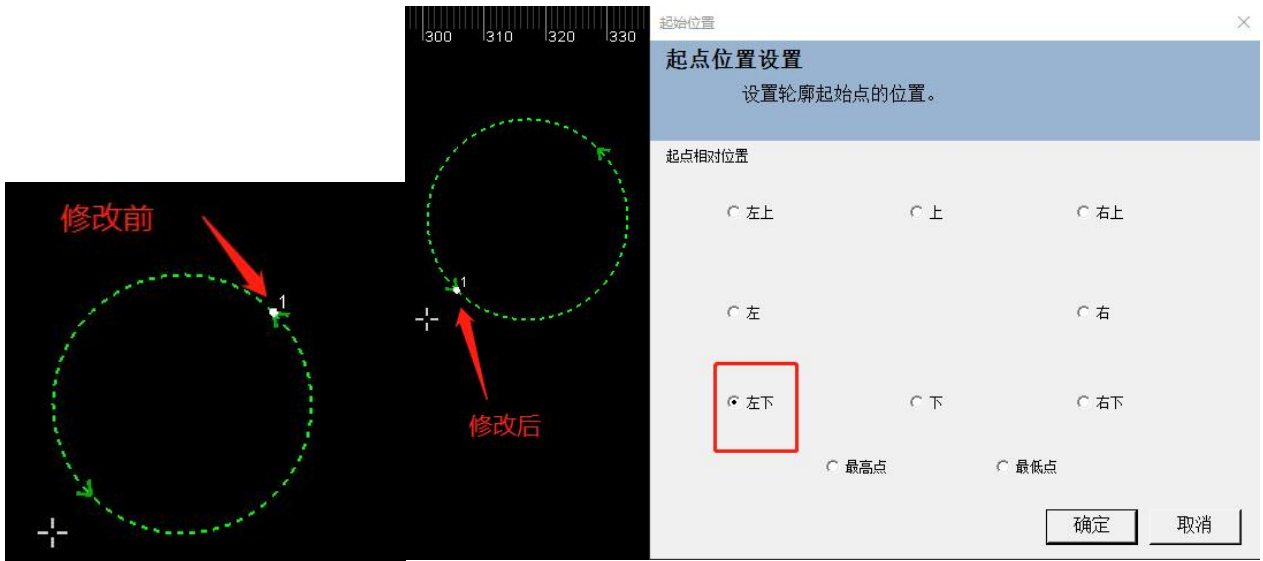 修改前
1
300 310 320 330
1
修改后
起始位置
起点位置设置
设置轮廓起始点的位置。
起点相对位置
左上 上 右上
左 右
左下 下 右下
最高点 最低点
确定 取消